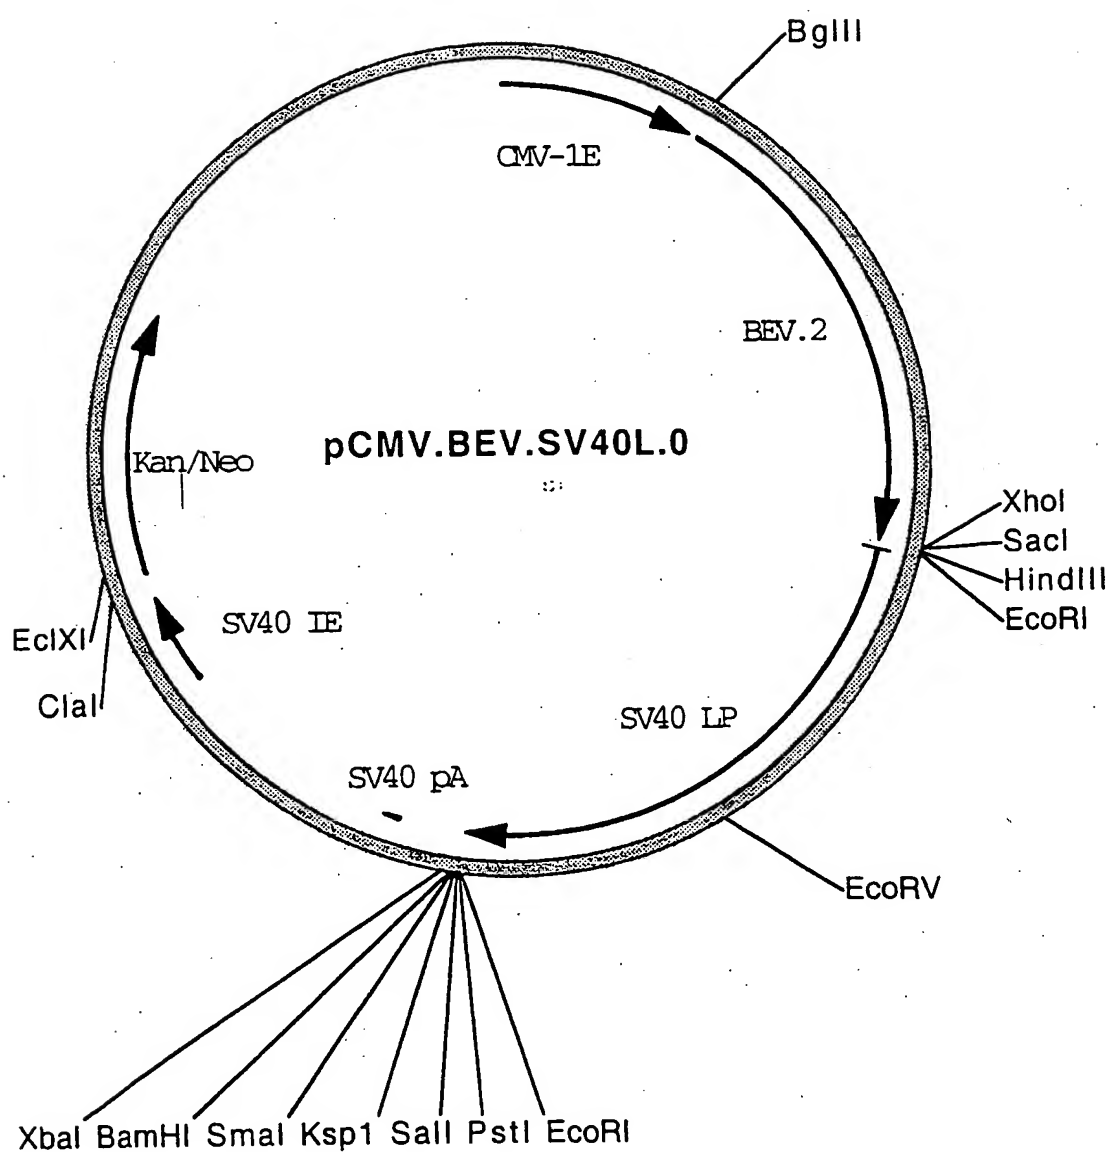 BglII
CMV-1E
BEV.2
pCMV.BEV.SV40L.0
Kan/Neo
XhoI
SacI
HindIII
EcoRI
SV40 IE
EclXI
ClaI
SV40 LP
SV40 pA
EcoRV
XbaI BamHI SmaI Ksp1 SalI PstI EcoRI